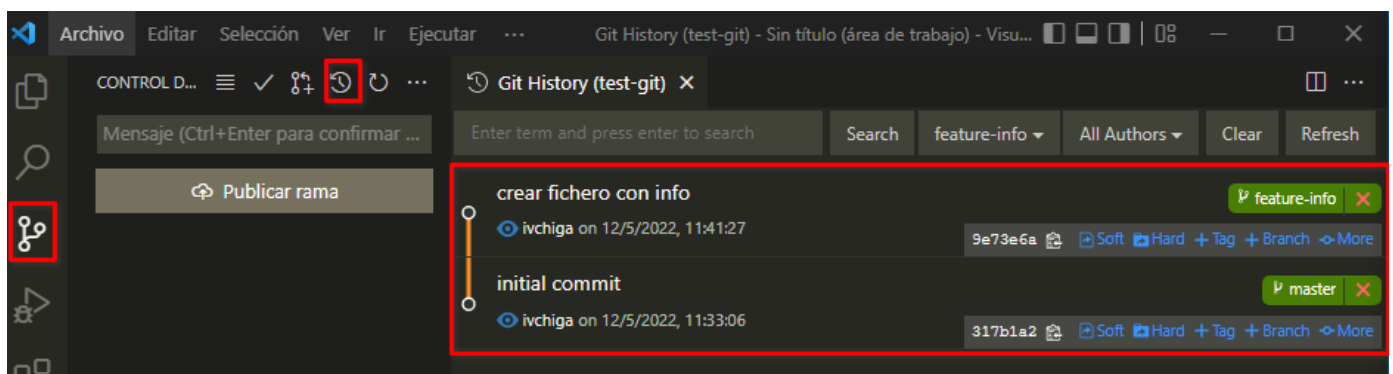 Archivo Editar Selección Ver Ir Ejecutar ··· Git History (test-git) - Sin título (área de trabajo) - Visu...
CONTROL D... ···
Git History (test-git) ···
Mensaje (Ctrl+Enter para confirmar ...
Enter term and press enter to search Search feature-info All Authors Clear Refresh
Publicar rama
crear fichero con info feature-info
ivchiga on 12/5/2022, 11:41:27 9e73e6a Soft Hard +Tag +Branch More
initial commit master
ivchiga on 12/5/2022, 11:33:06 317b1a2 Soft Hard +Tag +Branch More